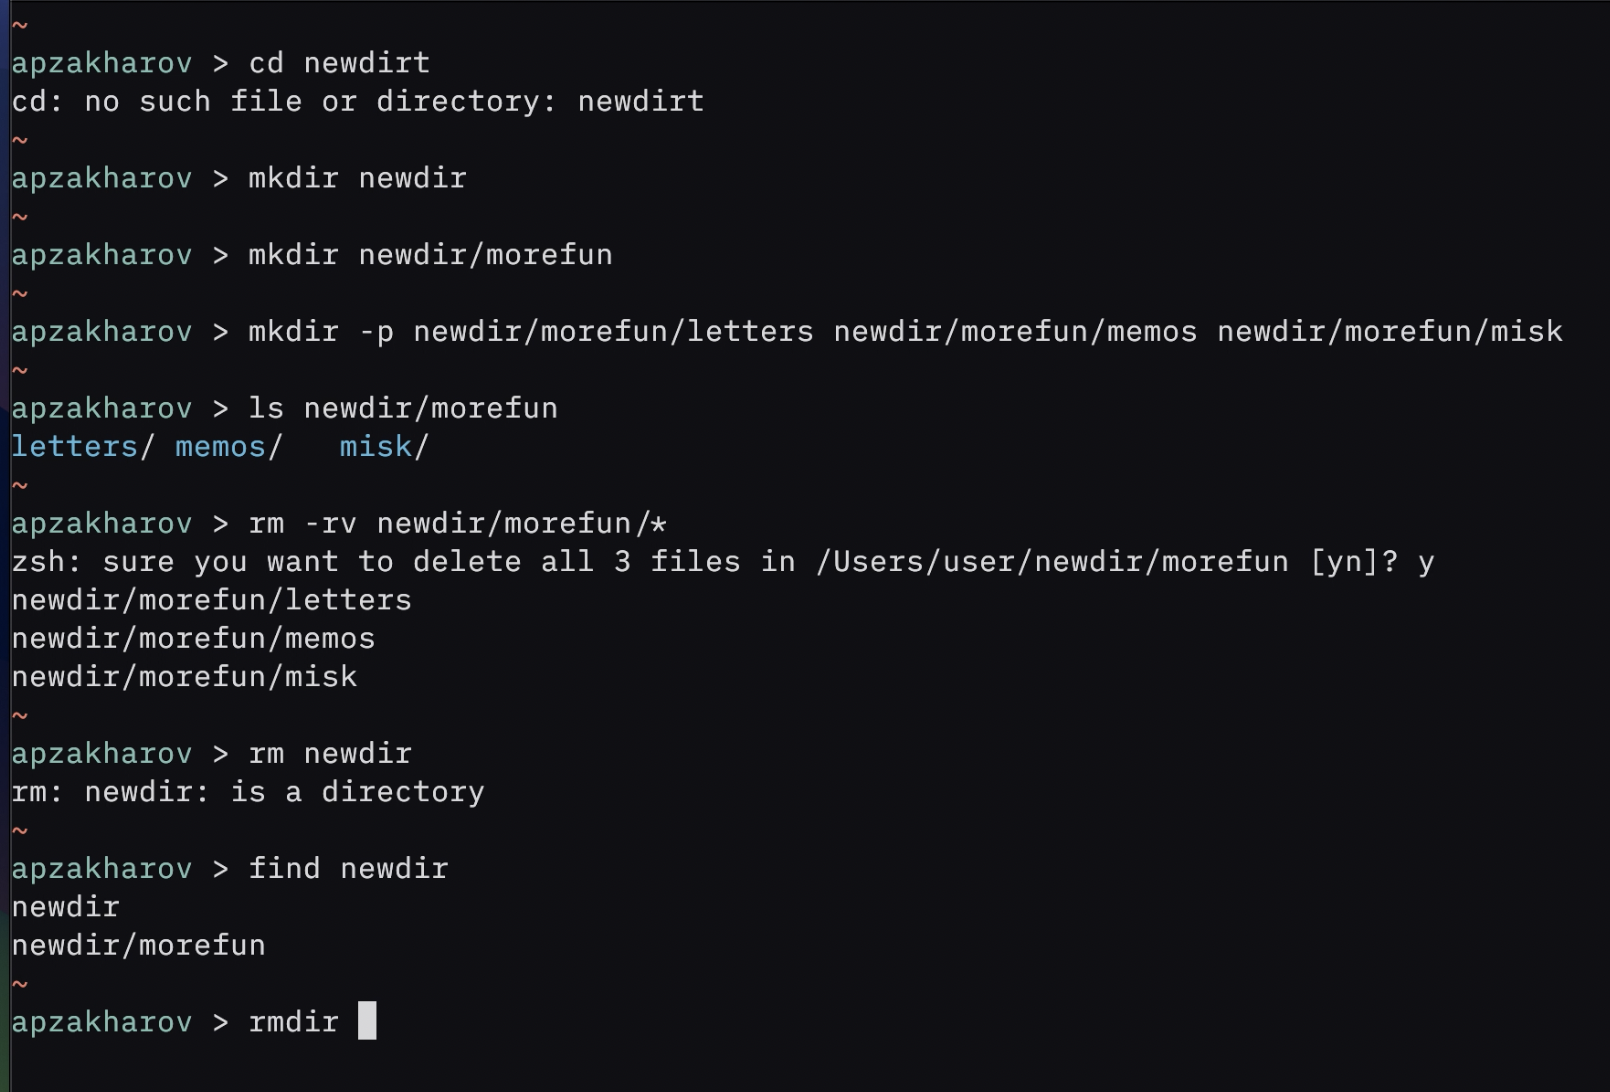 ~
apzakharov > cd newdirt
cd: no such file or directory: newdirt
~
apzakharov > mkdir newdir
~
apzakharov > mkdir newdir/morefun
~
apzakharov > mkdir -p newdir/morefun/letters newdir/morefun/memos newdir/morefun/misk
~
apzakharov > ls newdir/morefun
letters/ memos/   misk/
~
apzakharov > rm -rv newdir/morefun/*
zsh: sure you want to delete all 3 files in /Users/user/newdir/morefun [yn]? y
newdir/morefun/letters
newdir/morefun/memos
newdir/morefun/misk
~
apzakharov > rm newdir
rm: newdir: is a directory
~
apzakharov > find newdir
newdir
newdir/morefun
~
apzakharov > rmdir